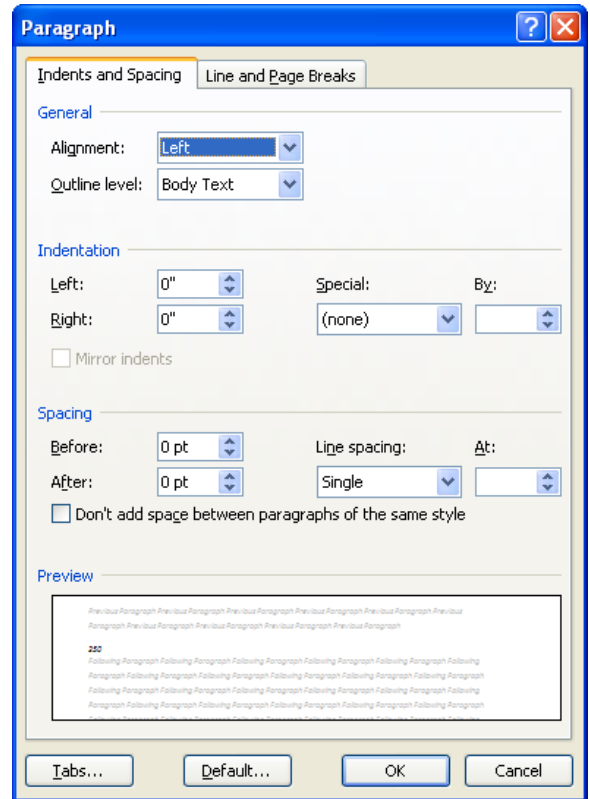 Paragraph
Indents and Spacing Line and Page Breaks
General
Alignment: Left
Outline level: Body Text
Indentation
Left: 0" Special: By:
Right: 0" (none)
Mirror indents
Spacing
Before: 0 pt Line spacing: At:
After: 0 pt Single
Don't add space between paragraphs of the same style
Preview
Previous Paragraph Previous Paragraph Previous Paragraph Previous Paragraph Previous Paragraph Previous
Paragraph Previous Paragraph Previous Paragraph Previous Paragraph Previous Paragraph
250
Following Paragraph Following Paragraph Following Paragraph Following Paragraph Following Paragraph Following
Paragraph Following Paragraph Following Paragraph Following Paragraph Following Paragraph Following Paragraph
Following Paragraph Following Paragraph Following Paragraph Following Paragraph Following Paragraph Following
Paragraph Following Paragraph Following Paragraph Following Paragraph Following Paragraph Following Paragraph
Following Paragraph Following Paragraph Following Paragraph Following Paragraph Following Paragraph Following
Tabs... Default... OK Cancel